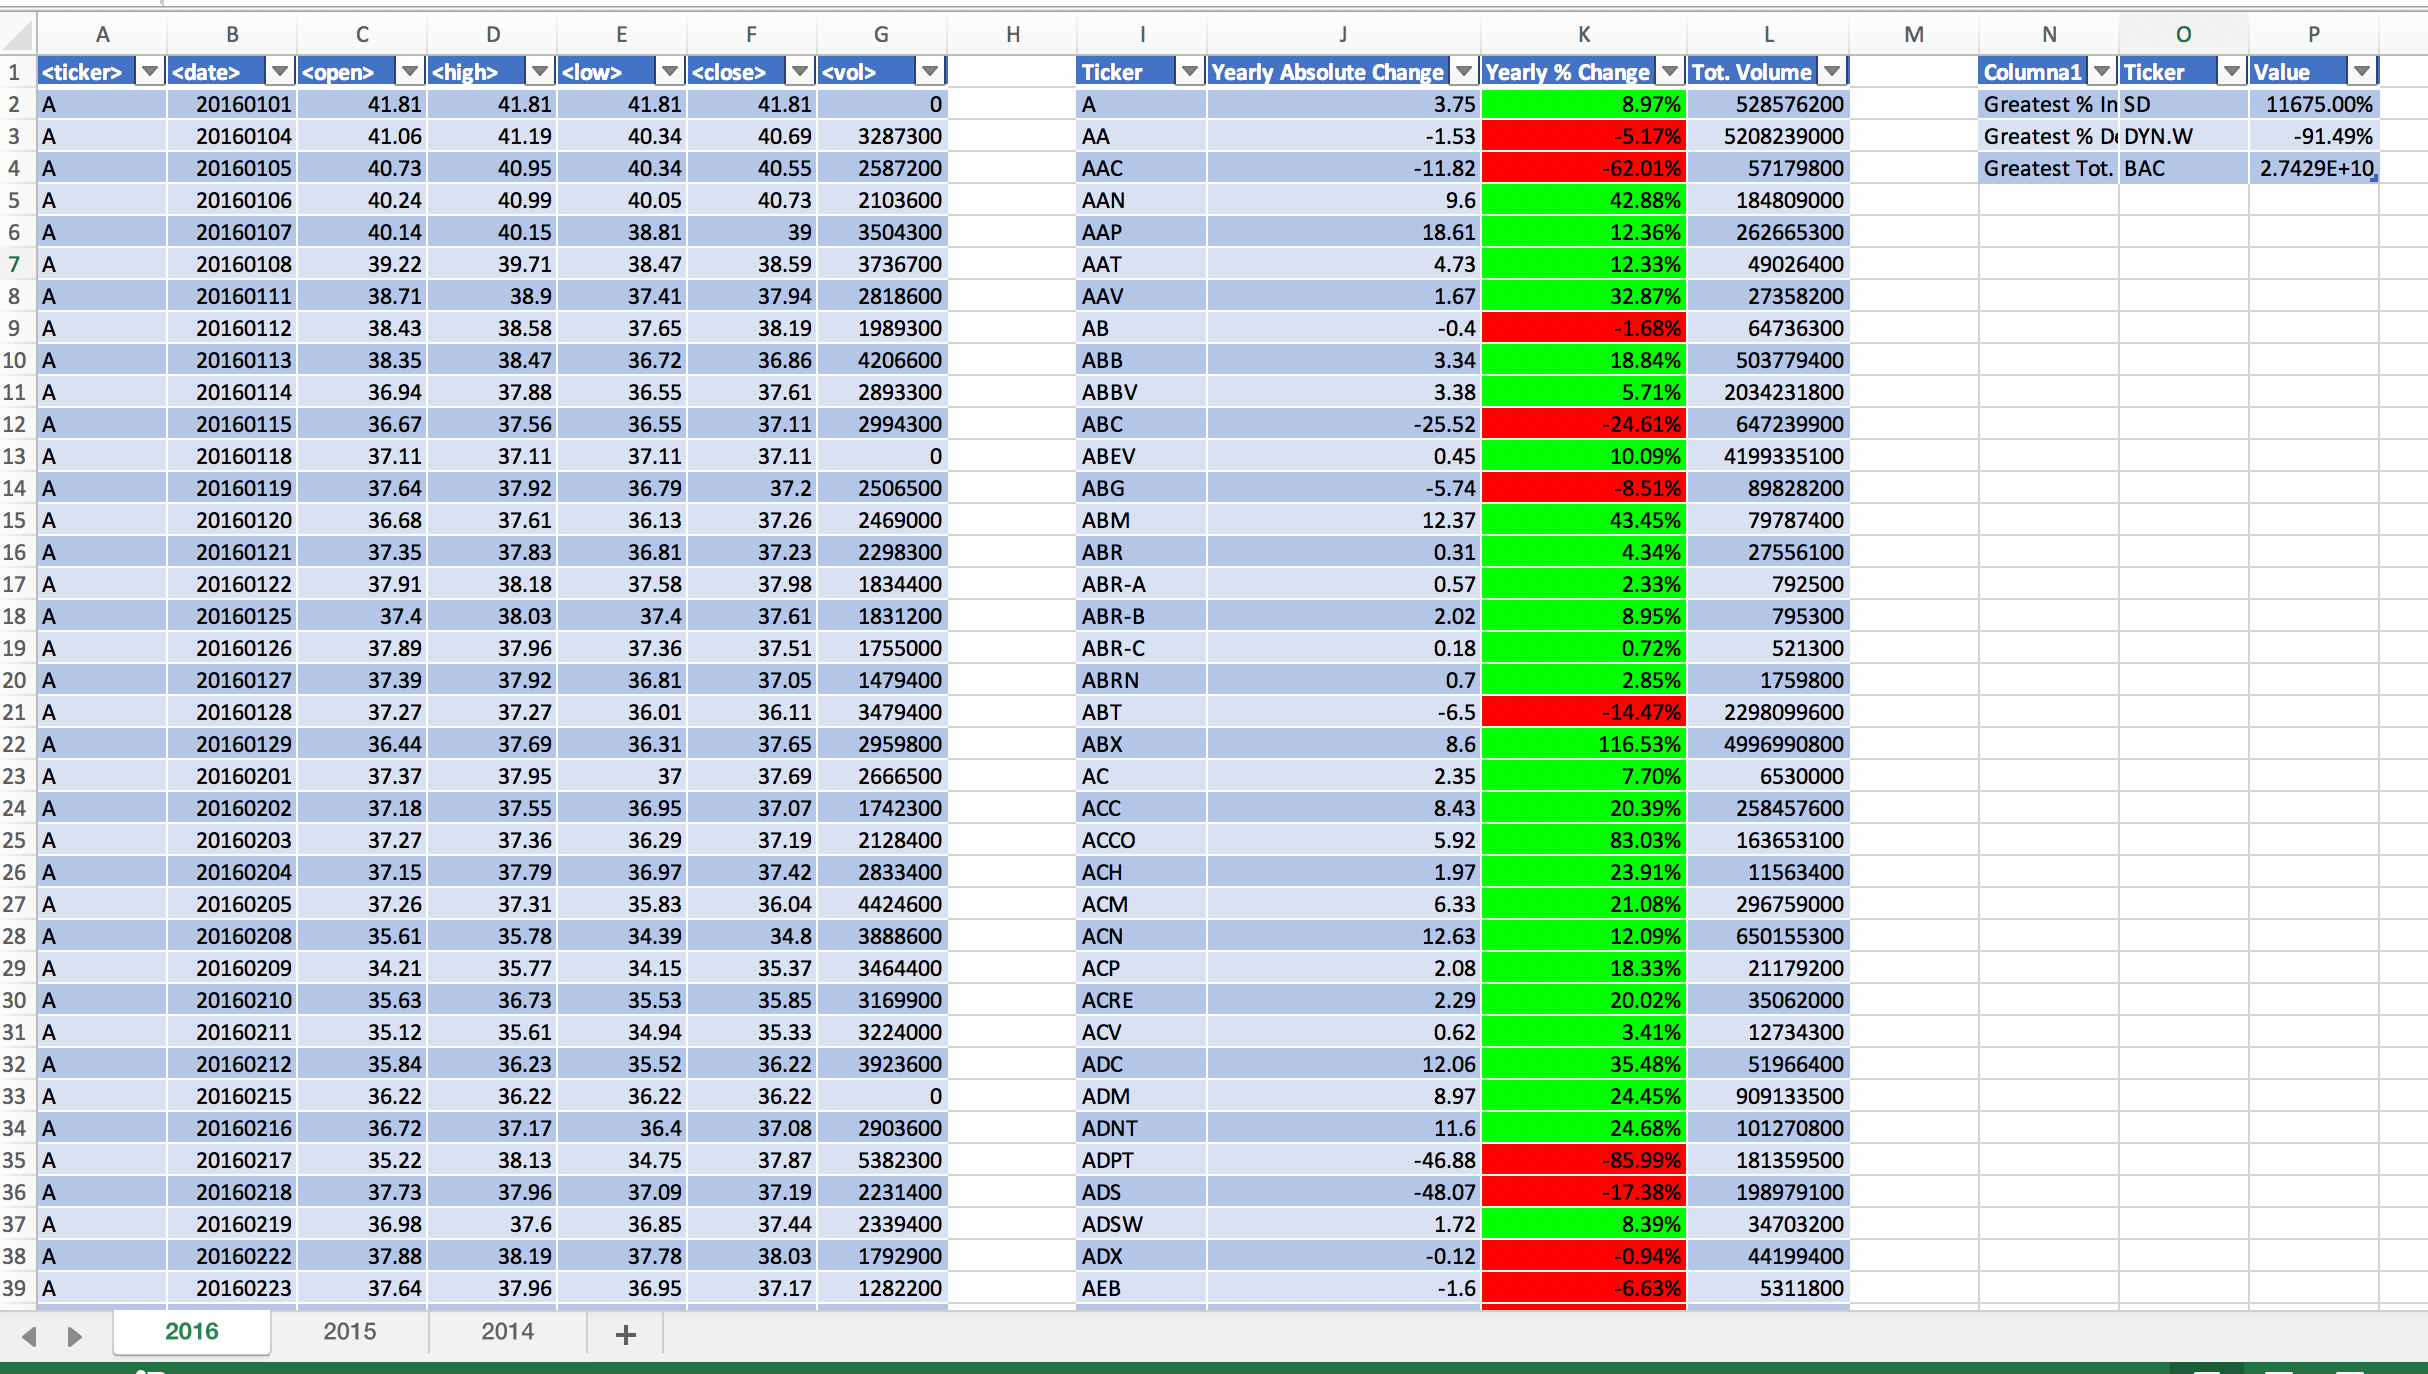 A B C D E F G H I J K L M N O P
1 <ticker> <date> <open> <high> <low> <close> <vol> Ticker Yearly Absolute Change Yearly % Change Tot. Volume Columna1 Ticker Value
2 A 20160101 41.81 41.81 41.81 41.81 0 A 3.75 8.97% 528576200 Greatest % In SD 11675.00%
3 A 20160104 41.06 41.19 40.34 40.69 3287300 AA -1.53 -5.17% 5208239000 Greatest % De DYN.W -91.49%
4 A 20160105 40.73 40.95 40.34 40.55 2587200 AAC -11.82 -62.01% 57179800 Greatest Tot. BAC 2.7429E+10
5 A 20160106 40.24 40.99 40.05 40.73 2103600 AAN 9.6 42.88% 184809000
6 A 20160107 40.14 40.15 38.81 39 3504300 AAP 18.61 12.36% 262665300
7 A 20160108 39.22 39.71 38.47 38.59 3736700 AAT 4.73 12.33% 49026400
8 A 20160111 38.71 38.9 37.41 37.94 2818600 AAV 1.67 32.87% 27358200
9 A 20160112 38.43 38.58 37.65 38.19 1989300 AB -0.4 -1.68% 64736300
10 A 20160113 38.35 38.47 36.72 36.86 4206600 ABB 3.34 18.84% 503779400
11 A 20160114 36.94 37.88 36.55 37.61 2893300 ABBV 3.38 5.71% 2034231800
12 A 20160115 36.67 37.56 36.55 37.11 2994300 ABC -25.52 -24.61% 647239900
13 A 20160118 37.11 37.11 37.11 37.11 0 ABEV 0.45 10.09% 4199335100
14 A 20160119 37.64 37.92 36.79 37.2 2506500 ABG -5.74 -8.51% 89828200
15 A 20160120 36.68 37.61 36.13 37.26 2469000 ABM 12.37 43.45% 79787400
16 A 20160121 37.35 37.83 36.81 37.23 2298300 ABR 0.31 4.34% 27556100
17 A 20160122 37.91 38.18 37.58 37.98 1834400 ABR-A 0.57 2.33% 792500
18 A 20160125 37.4 38.03 37.4 37.61 1831200 ABR-B 2.02 8.95% 795300
19 A 20160126 37.89 37.96 37.36 37.51 1755000 ABR-C 0.18 0.72% 521300
20 A 20160127 37.39 37.92 36.81 37.05 1479400 ABRN 0.7 2.85% 1759800
21 A 20160128 37.27 37.27 36.01 36.11 3479400 ABT -6.5 -14.47% 2298099600
22 A 20160129 36.44 37.69 36.31 37.65 2959800 ABX 8.6 116.53% 4996990800
23 A 20160201 37.37 37.95 37 37.69 2666500 AC 2.35 7.70% 6530000
24 A 20160202 37.18 37.55 36.95 37.07 1742300 ACC 8.43 20.39% 258457600
25 A 20160203 37.27 37.36 36.29 37.19 2128400 ACCO 5.92 83.03% 163653100
26 A 20160204 37.15 37.79 36.97 37.42 2833400 ACH 1.97 23.91% 11563400
27 A 20160205 37.26 37.31 35.83 36.04 4424600 ACM 6.33 21.08% 296759000
28 A 20160208 35.61 35.78 34.39 34.8 3888600 ACN 12.63 12.09% 650155300
29 A 20160209 34.21 35.77 34.15 35.37 3464400 ACP 2.08 18.33% 21179200
30 A 20160210 35.63 36.73 35.53 35.85 3169900 ACRE 2.29 20.02% 35062000
31 A 20160211 35.12 35.61 34.94 35.33 3224000 ACV 0.62 3.41% 12734300
32 A 20160212 35.84 36.23 35.52 36.22 3923600 ADC 12.06 35.48% 51966400
33 A 20160215 36.22 36.22 36.22 36.22 0 ADM 8.97 24.45% 909133500
34 A 20160216 36.72 37.17 36.4 37.08 2903600 ADNT 11.6 24.68% 101270800
35 A 20160217 35.22 38.13 34.75 37.87 5382300 ADPT -46.88 -85.99% 181359500
36 A 20160218 37.73 37.96 37.09 37.19 2231400 ADS -48.07 -17.38% 198979100
37 A 20160219 36.98 37.6 36.85 37.44 2339400 ADSW 1.72 8.39% 34703200
38 A 20160222 37.88 38.19 37.78 38.03 1792900 ADX -0.12 -0.94% 44199400
39 A 20160223 37.64 37.96 36.95 37.17 1282200 AEB -1.6 -6.63% 5311800
2016 2015 2014 +